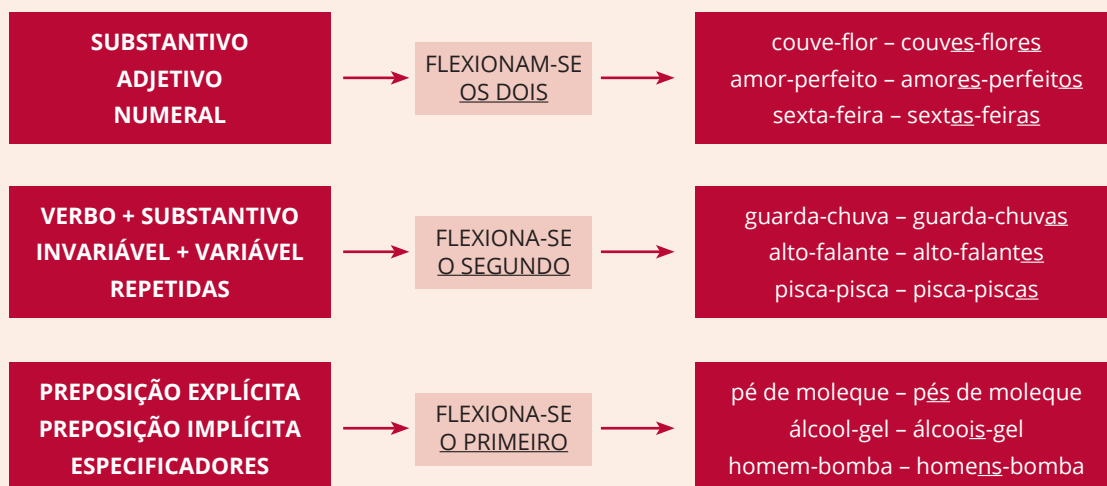 SUBSTANTIVO
ADJETIVO
NUMERAL
FLEXIONAM-SE
OS DOIS
couve-flor – couves-flores
amor-perfeito – amores-perfeitos
sexta-feira – sextas-feiras
VERBO + SUBSTANTIVO
INVARIÁVEL + VARIÁVEL
REPETIDAS
FLEXIONA-SE
O SEGUNDO
guarda-chuva – guarda-chuvas
alto-falante – alto-falantes
pisca-pisca – pisca-piscas
PREPOSIÇÃO EXPLÍCITA
PREPOSIÇÃO IMPLÍCITA
ESPECIFICADORES
FLEXIONA-SE
O PRIMEIRO
pé de moleque – pés de moleque
álcool-gel – álcoois-gel
homem-bomba – homens-bomba